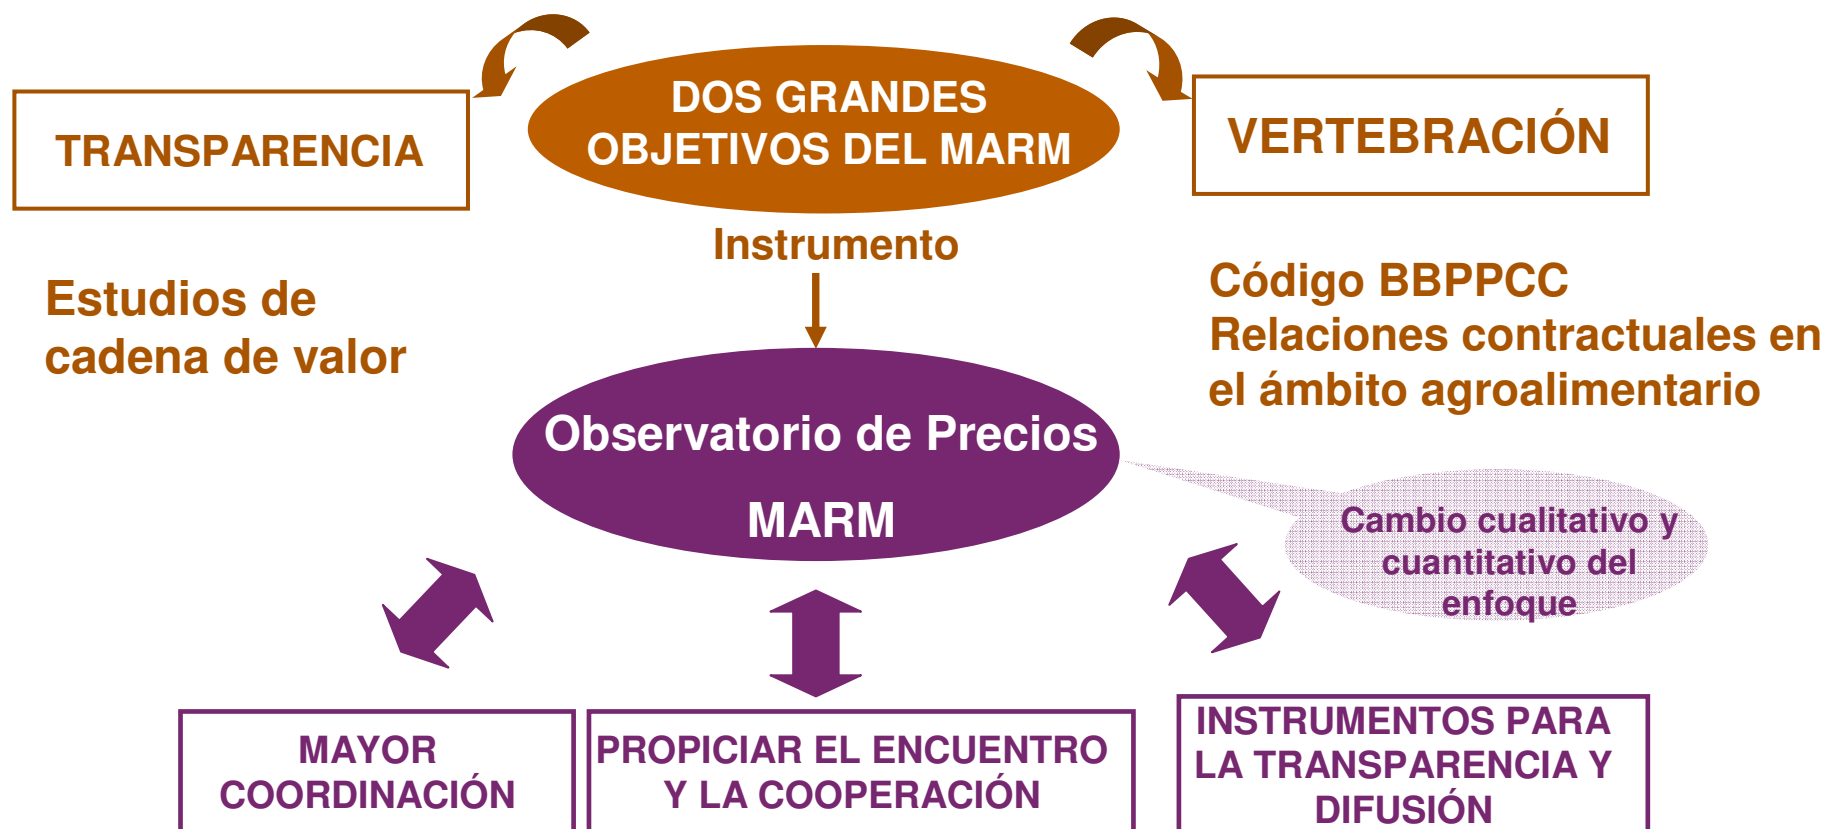 DOS GRANDES
OBJETIVOS DEL MARM
TRANSPARENCIA
VERTEBRACIÓN
Instrumento
Estudios de
cadena de valor
Código BBPPCC
Relaciones contractuales en
el ámbito agroalimentario
Observatorio de Precios
MARM
Cambio cualitativo y
cuantitativo del
enfoque
MAYOR
COORDINACIÓN
PROPICIAR EL ENCUENTRO
Y LA COOPERACIÓN
INSTRUMENTOS PARA
LA TRANSPARENCIA Y
DIFUSIÓN